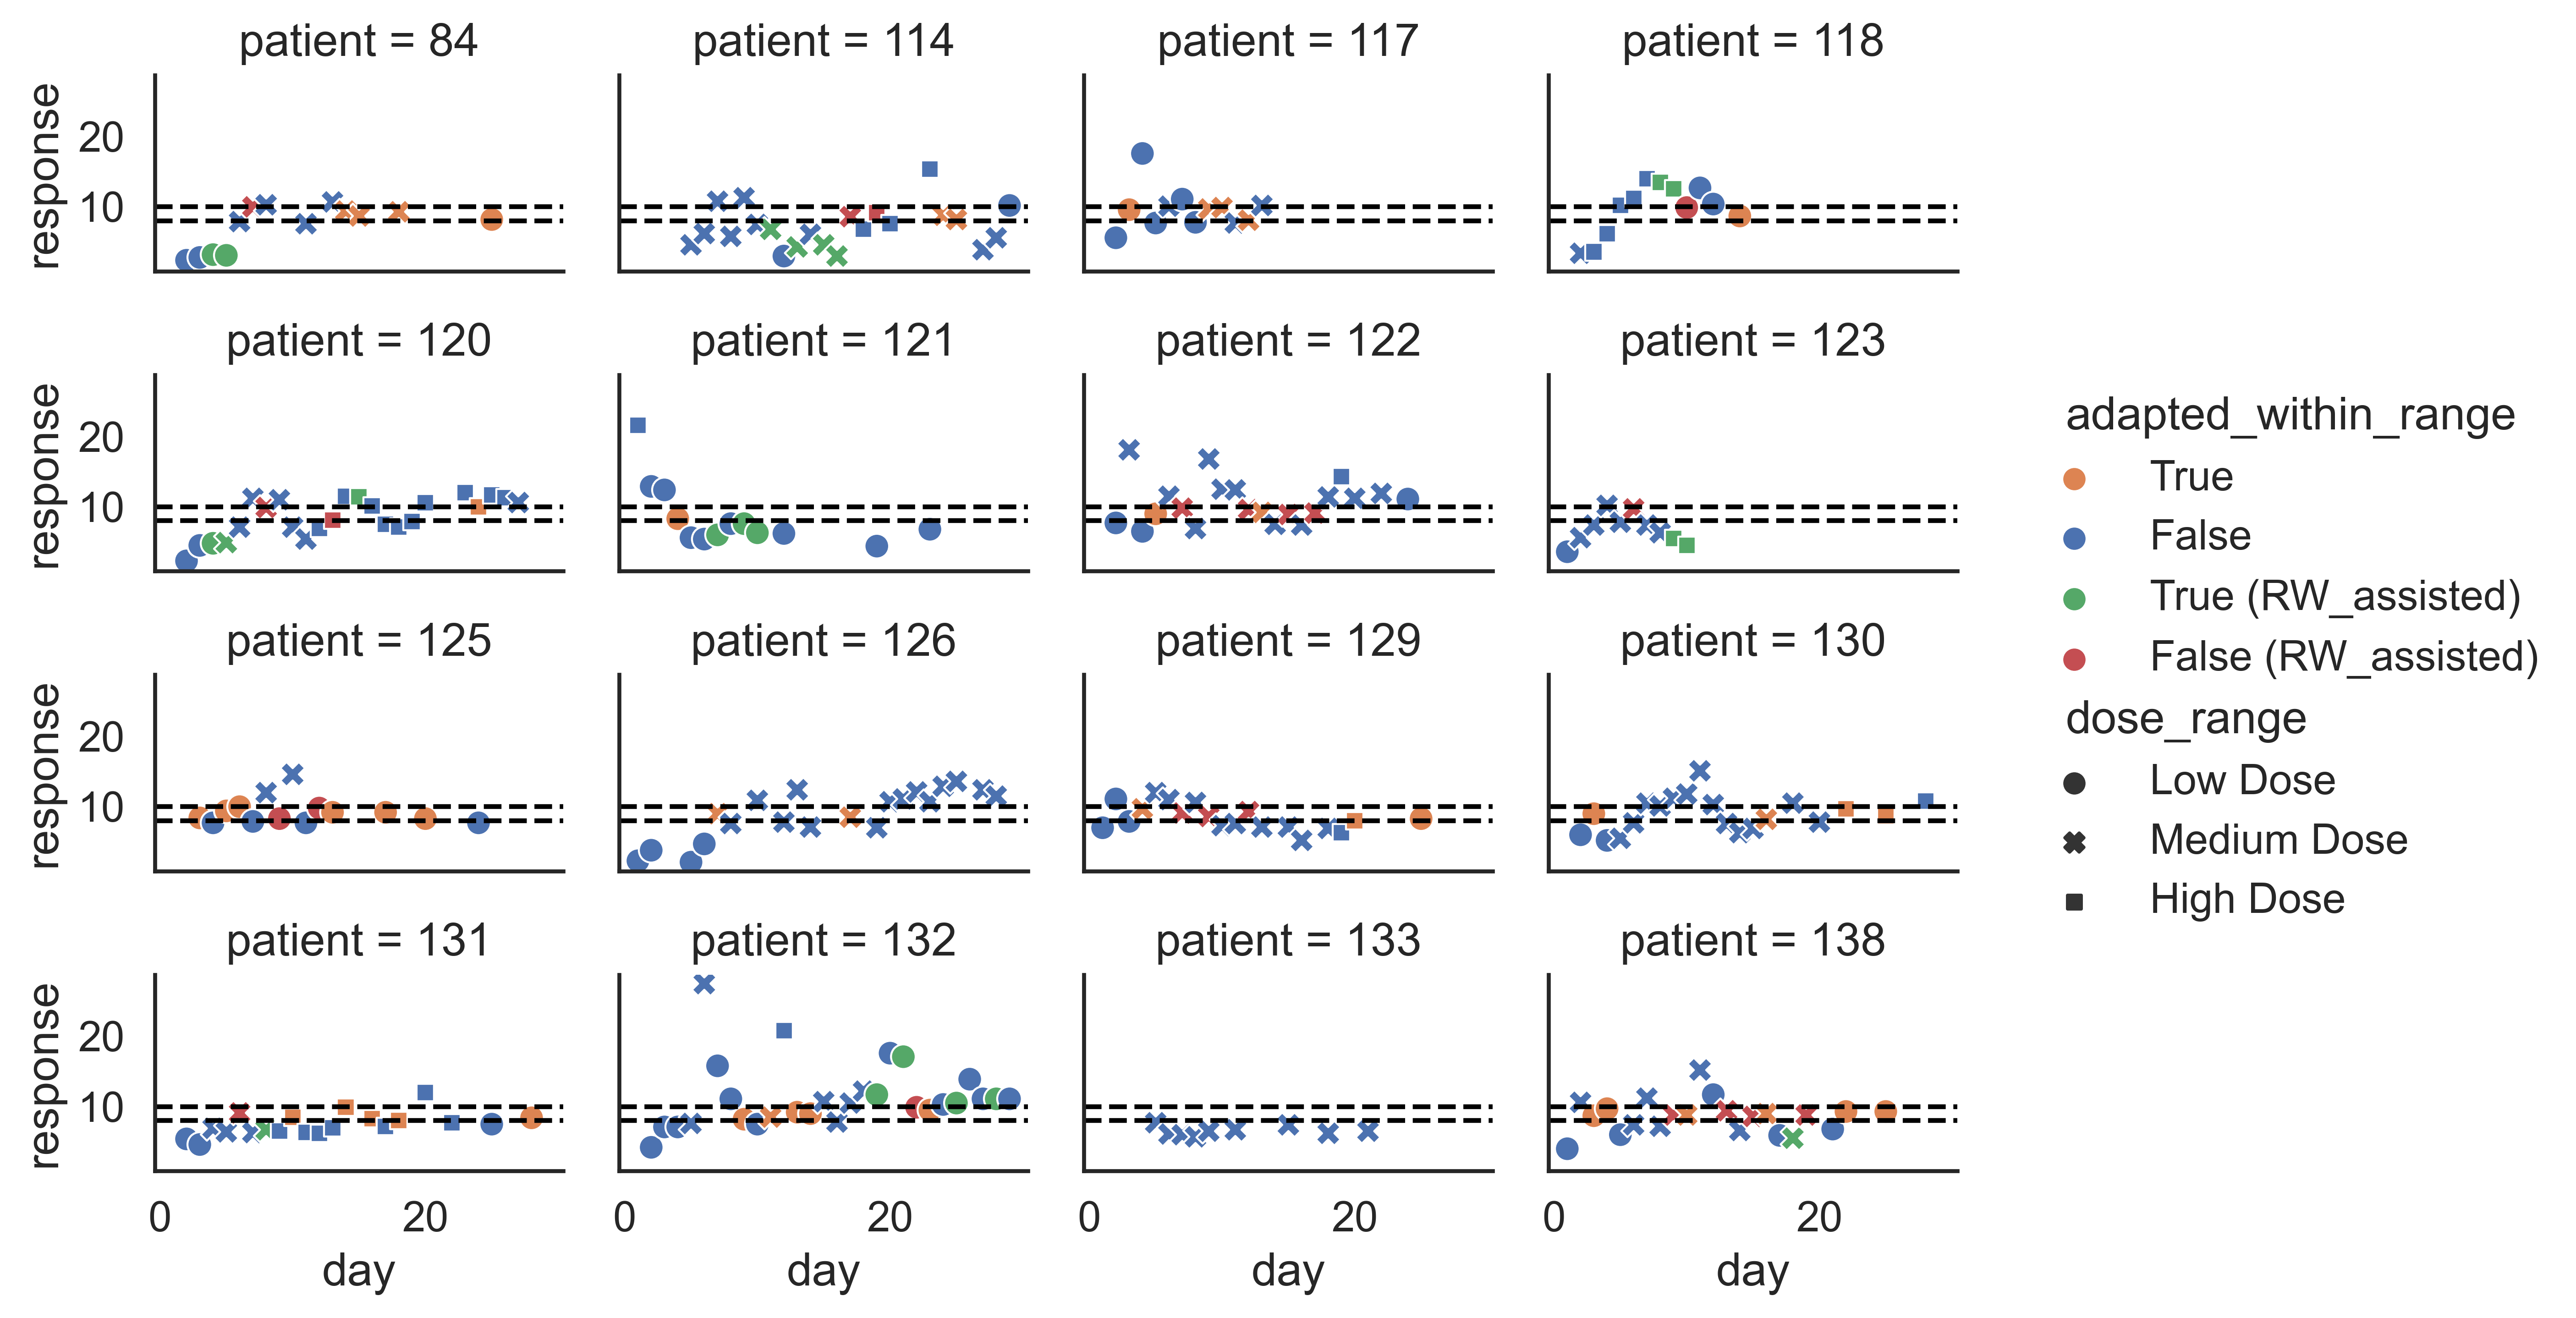 patient = 84
patient = 114
patient = 117
patient = 118
response
20
10
patient = 120
patient = 121
patient = 122
patient = 123
response
20
10
adapted_within_range
True
False
True (RW_assisted)
False (RW_assisted)
dose_range
Low Dose
Medium Dose
High Dose
patient = 125
patient = 126
patient = 129
patient = 130
response
20
10
patient = 131
patient = 132
patient = 133
patient = 138
response
20
10
0 20
0 20
0 20
0 20
day
day
day
day